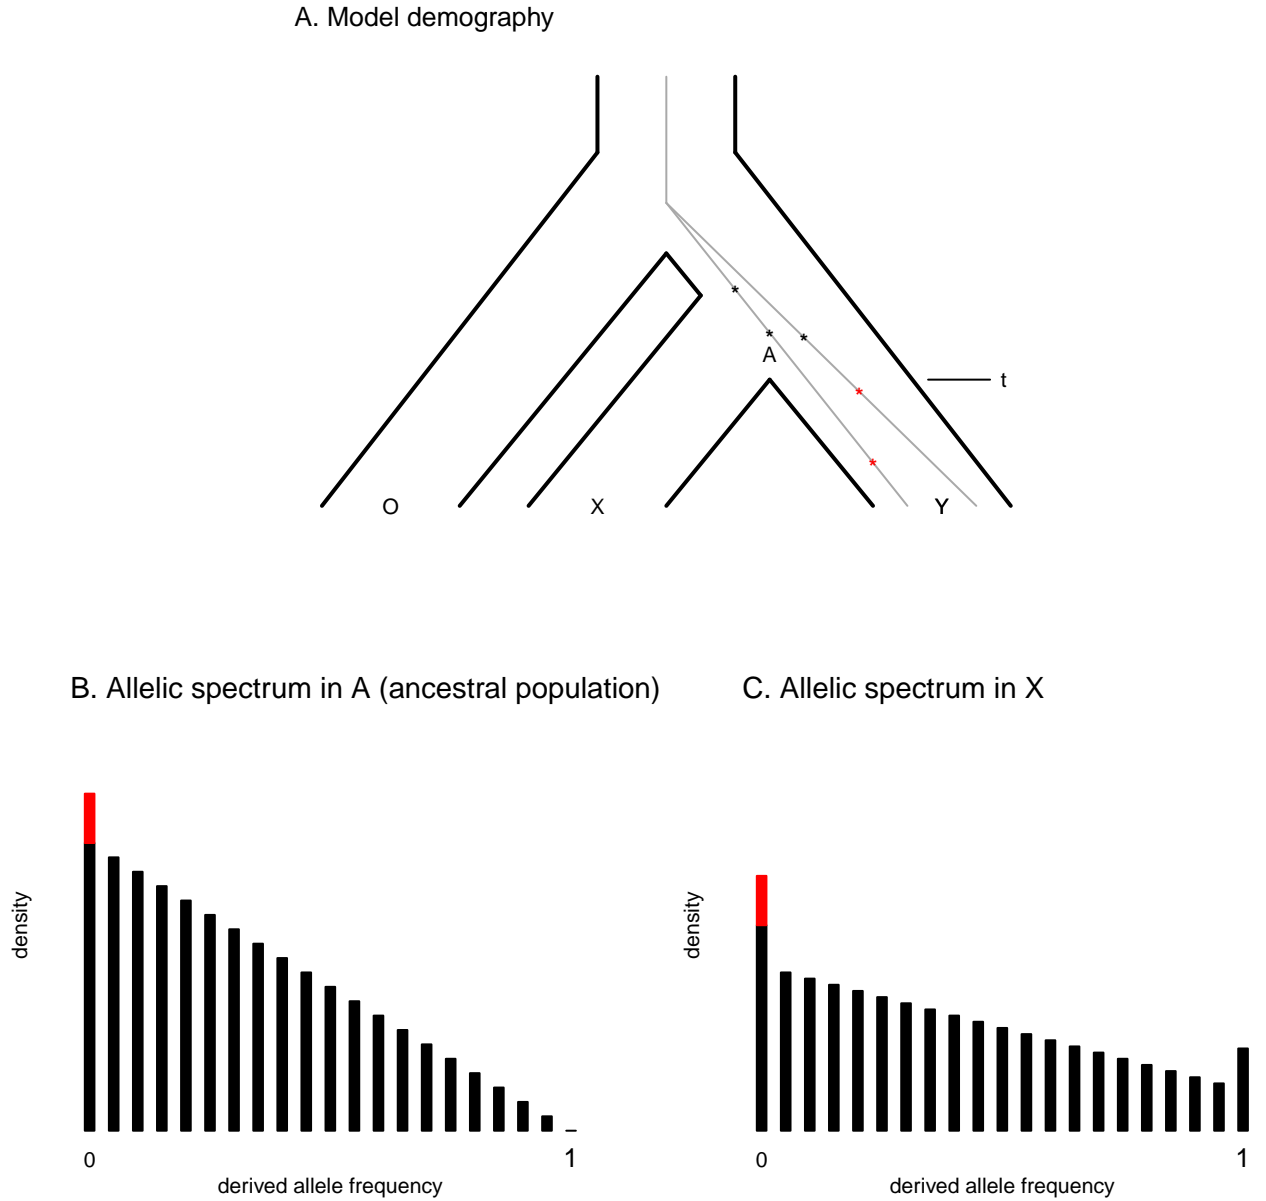 A. Model demography
*
*
*
A
t
*
*
O
X
Y
B. Allelic spectrum in A (ancestral population)
C. Allelic spectrum in X
density
density
0
1
0
1
derived allele frequency
derived allele frequency